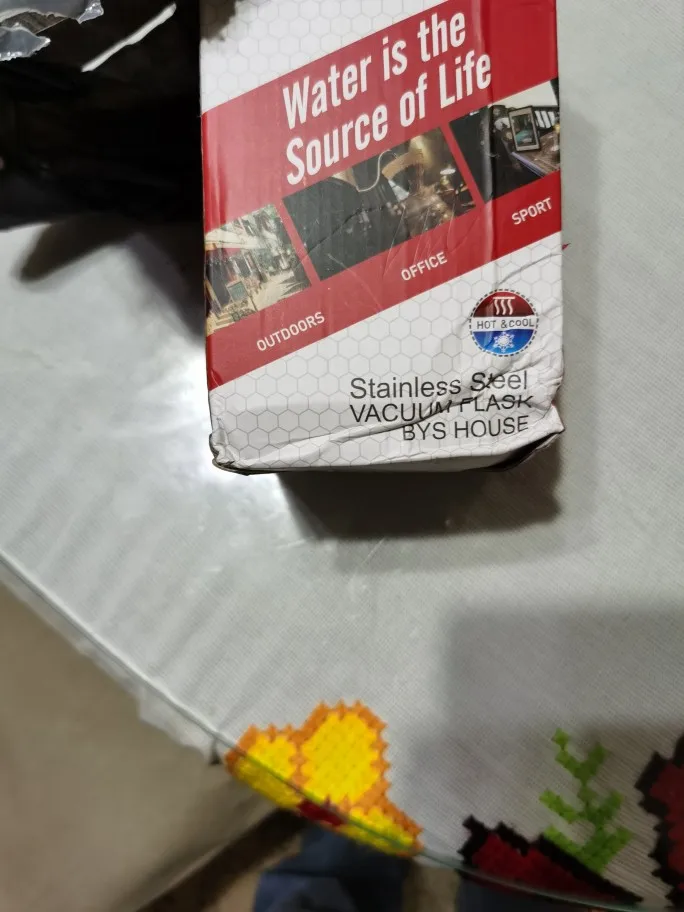 Water is the
Source of Life
OUTDOORS
OFFICE
SPORT
HOT & COOL
Stainless Steel
VACUUM FLASK
BYS HOUSE